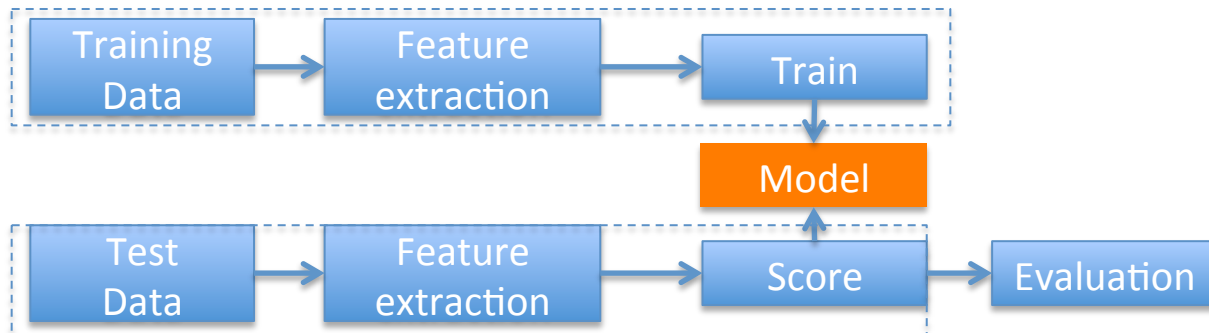 Training
Data
Feature
extraction
Train
Model
Test
Data
Feature
extraction
Score
Evaluation